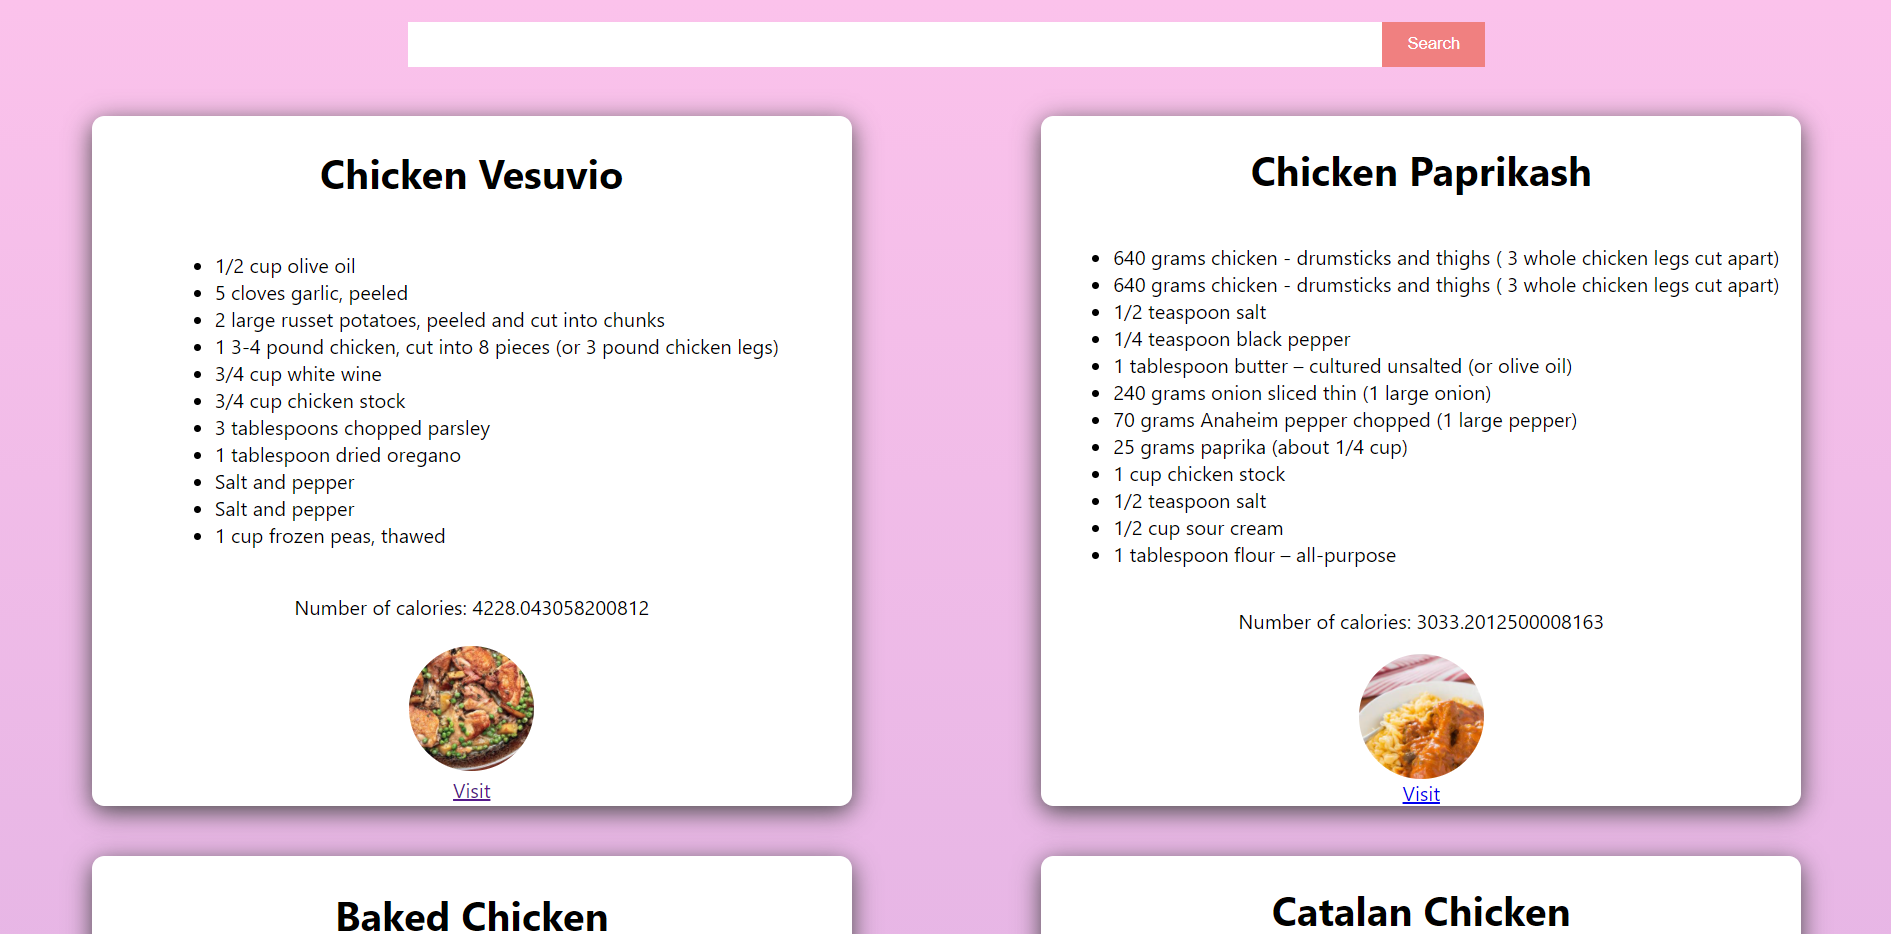 Search
Chicken Vesuvio
1/2 cup olive oil
5 cloves garlic, peeled
2 large russet potatoes, peeled and cut into chunks
1 3-4 pound chicken, cut into 8 pieces (or 3 pound chicken legs)
3/4 cup white wine
3/4 cup chicken stock
3 tablespoons chopped parsley
1 tablespoon dried oregano
Salt and pepper
Salt and pepper
1 cup frozen peas, thawed
Number of calories: 4228.043058200812
Visit
Chicken Paprikash
640 grams chicken - drumsticks and thighs ( 3 whole chicken legs cut apart)
640 grams chicken - drumsticks and thighs ( 3 whole chicken legs cut apart)
1/2 teaspoon salt
1/4 teaspoon black pepper
1 tablespoon butter – cultured unsalted (or olive oil)
240 grams onion sliced thin (1 large onion)
70 grams Anaheim pepper chopped (1 large pepper)
25 grams paprika (about 1/4 cup)
1 cup chicken stock
1/2 teaspoon salt
1/2 cup sour cream
1 tablespoon flour – all-purpose
Number of calories: 3033.2012500008163
Visit
Baked Chicken
Catalan Chicken